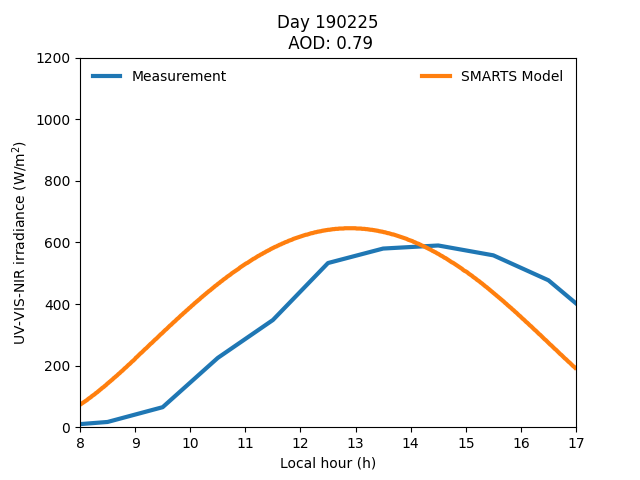 Day 190225
AOD: 0.79
Measurement
SMARTS Model
UV-VIS-NIR irradiance (W/m²)
1200
1000
800
600
400
200
0
8 9 10 11 12 13 14 15 16 17
Local hour (h)